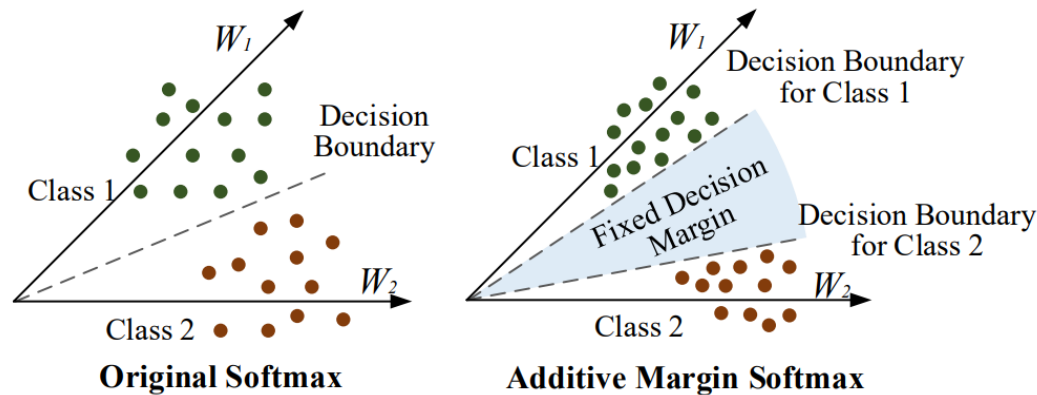 W1
Decision
Boundary
Class 1
W2
Class 2
Original Softmax
W1
Decision Boundary
for Class 1
Class 1
Fixed Decision
Margin
Decision Boundary
for Class 2
W2
Class 2
Additive Margin Softmax